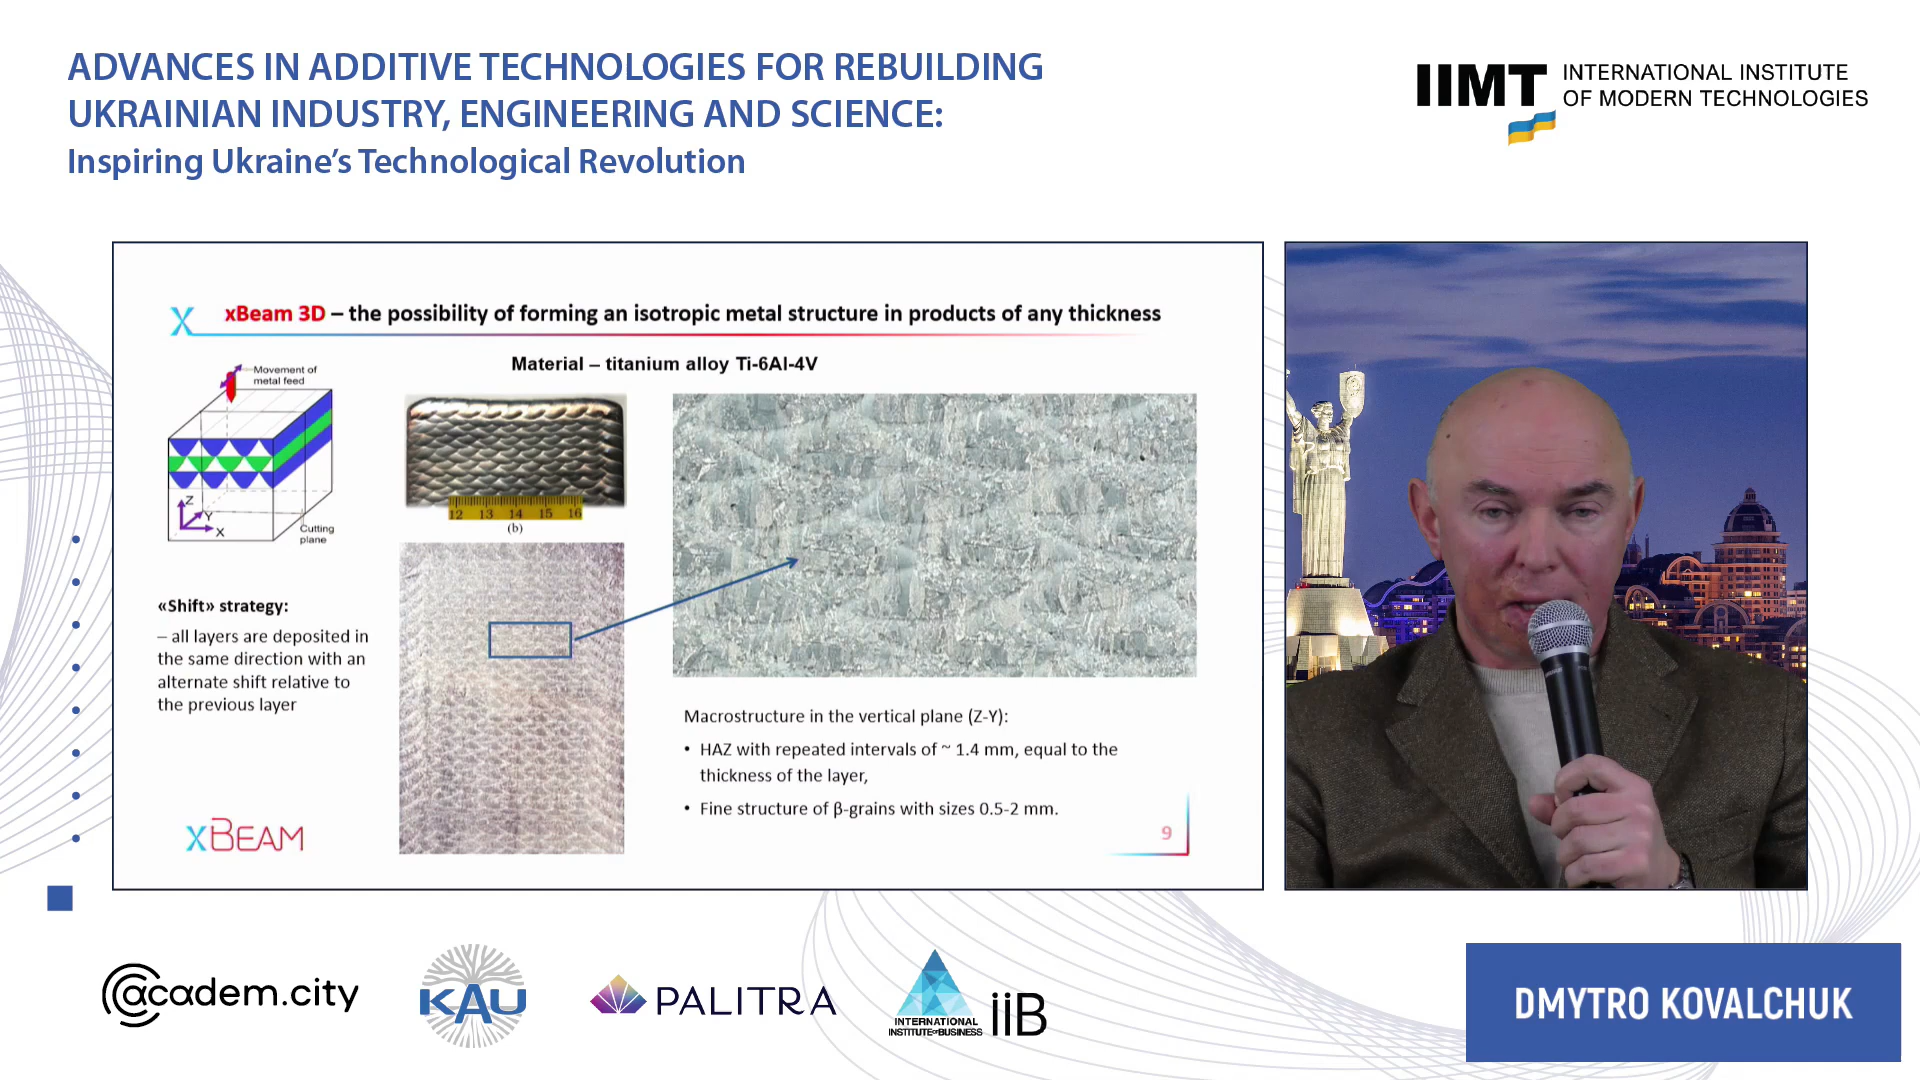 ADVANCES IN ADDITIVE TECHNOLOGIES FOR REBUILDING
UKRAINIAN INDUSTRY, ENGINEERING AND SCIENCE:
Inspiring Ukraine's Technological Revolution
IIMT
INTERNATIONAL INSTITUTE
OF MODERN TECHNOLOGIES
X
xBeam 3D – the possibility of forming an isotropic metal structure in products of any thickness
Material – titanium alloy Ti-6Al-4V
Movement of
metal feed
Z
Y
X
Cutting
plane
12 13 14 15 16
(b)
«Shift» strategy:
– all layers are deposited in
the same direction with an
alternate shift relative to
the previous layer
Macrostructure in the vertical plane (Z-Y):
• HAZ with repeated intervals of ~ 1.4 mm, equal to the
thickness of the layer,
• Fine structure of β-grains with sizes 0.5-2 mm.
xBEAM
9
@cadem.city
KAU
PALITRA
INTERNATIONAL
INSTITUTE OF BUSINESS
iiB
DMYTRO KOVALCHUK